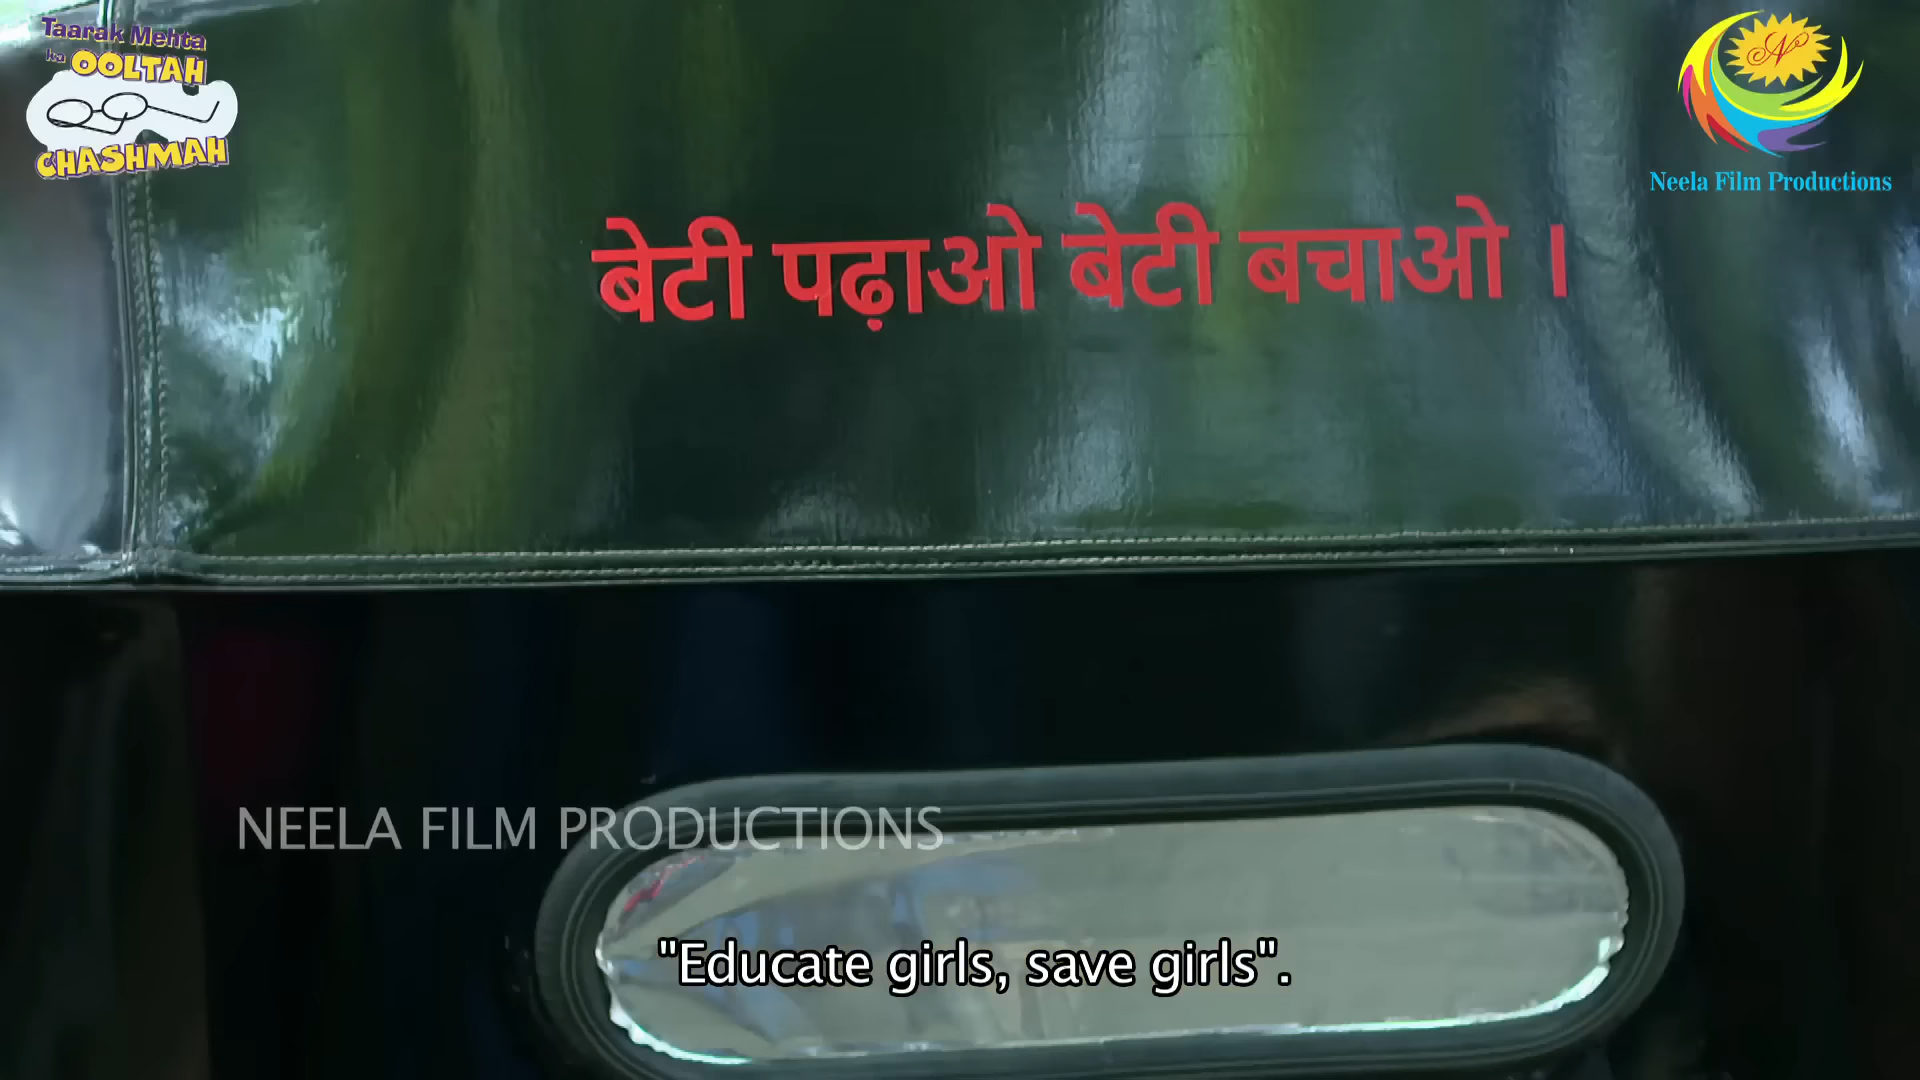 Taarak Mehta
ka OOLTAH
CHASHMAH
Neela Film Productions
बेटी पढ़ाओ बेटी बचाओ ।
NEELA FILM PRODUCTIONS
"Educate girls, save girls".